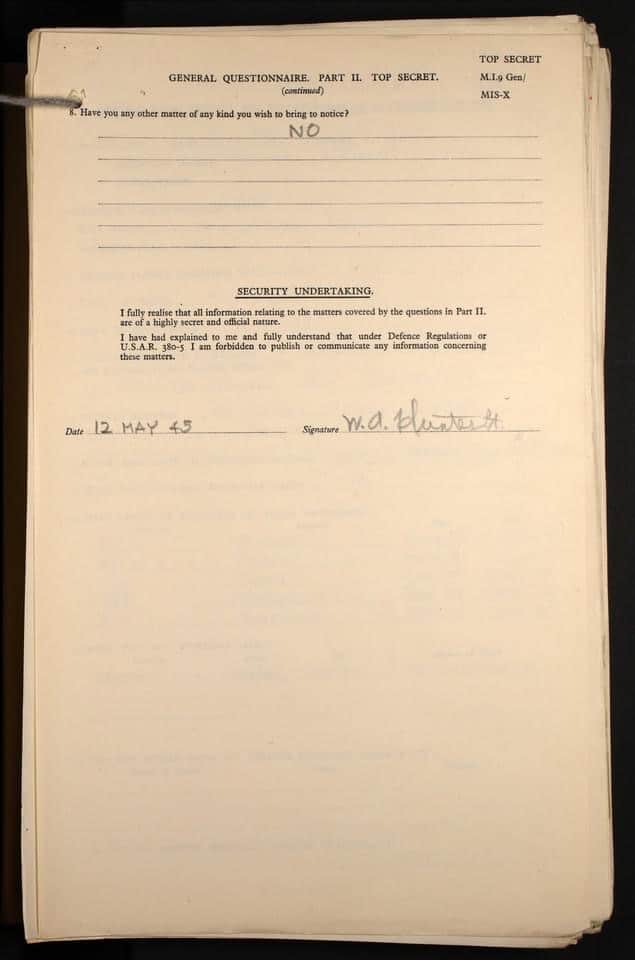 TOP SECRET
GENERAL QUESTIONNAIRE. PART II. TOP SECRET.
M.I.9 Gen/
(continued)
MIS-X
8. Have you any other matter of any kind you wish to bring to notice?
NO
SECURITY UNDERTAKING.
I fully realise that all information relating to the matters covered by the questions in Part II.
are of a highly secret and official nature.
I have had explained to me and fully understand that under Defence Regulations or
U.S.A.R. 380-5 I am forbidden to publish or communicate any information concerning
these matters.
Date 12 MAY 45 Signature W.A.